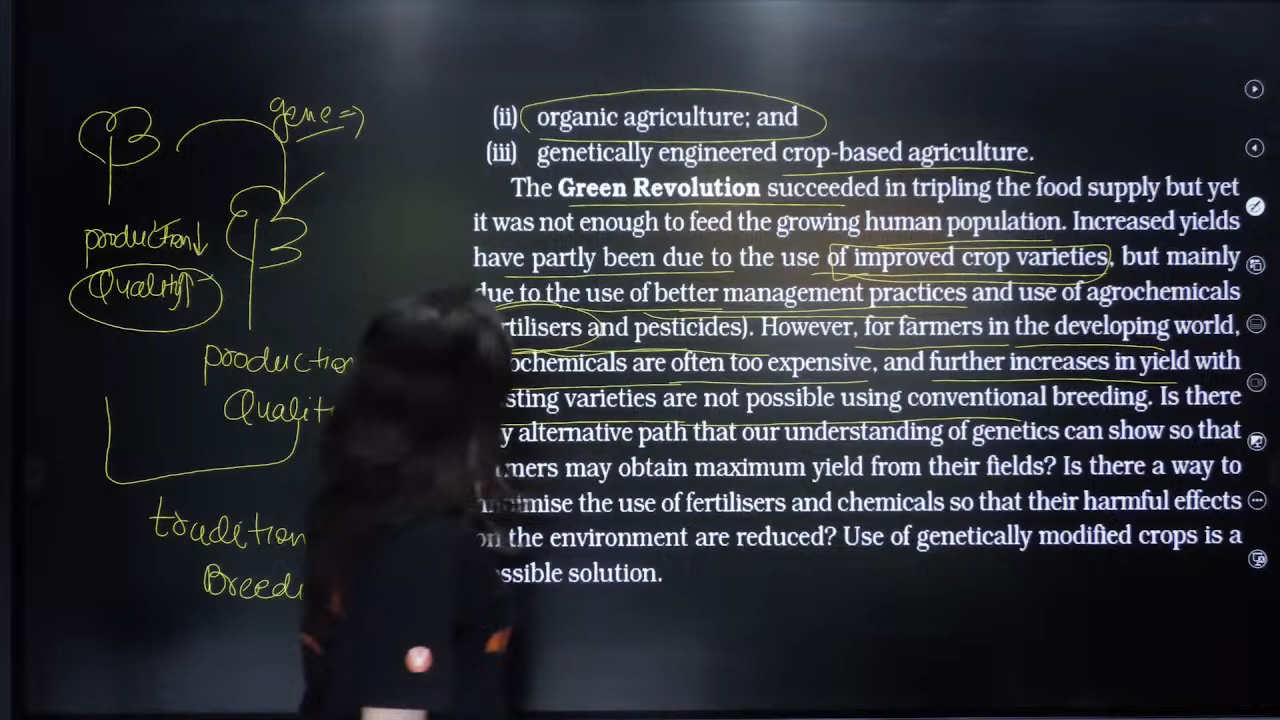 gene =>
production↓
Quality↑
production
Qualit
tradition
Breedi
(ii) organic agriculture; and
(iii) genetically engineered crop-based agriculture.
The Green Revolution succeeded in tripling the food supply but yet
it was not enough to feed the growing human population. Increased yields
have partly been due to the use of improved crop varieties, but mainly
due to the use of better management practices and use of agrochemicals
rtilisers and pesticides). However, for farmers in the developing world,
ochemicals are often too expensive, and further increases in yield with
sting varieties are not possible using conventional breeding. Is there
y alternative path that our understanding of genetics can show so that
mers may obtain maximum yield from their fields? Is there a way to
imise the use of fertilisers and chemicals so that their harmful effects
on the environment are reduced? Use of genetically modified crops is a
ssible solution.